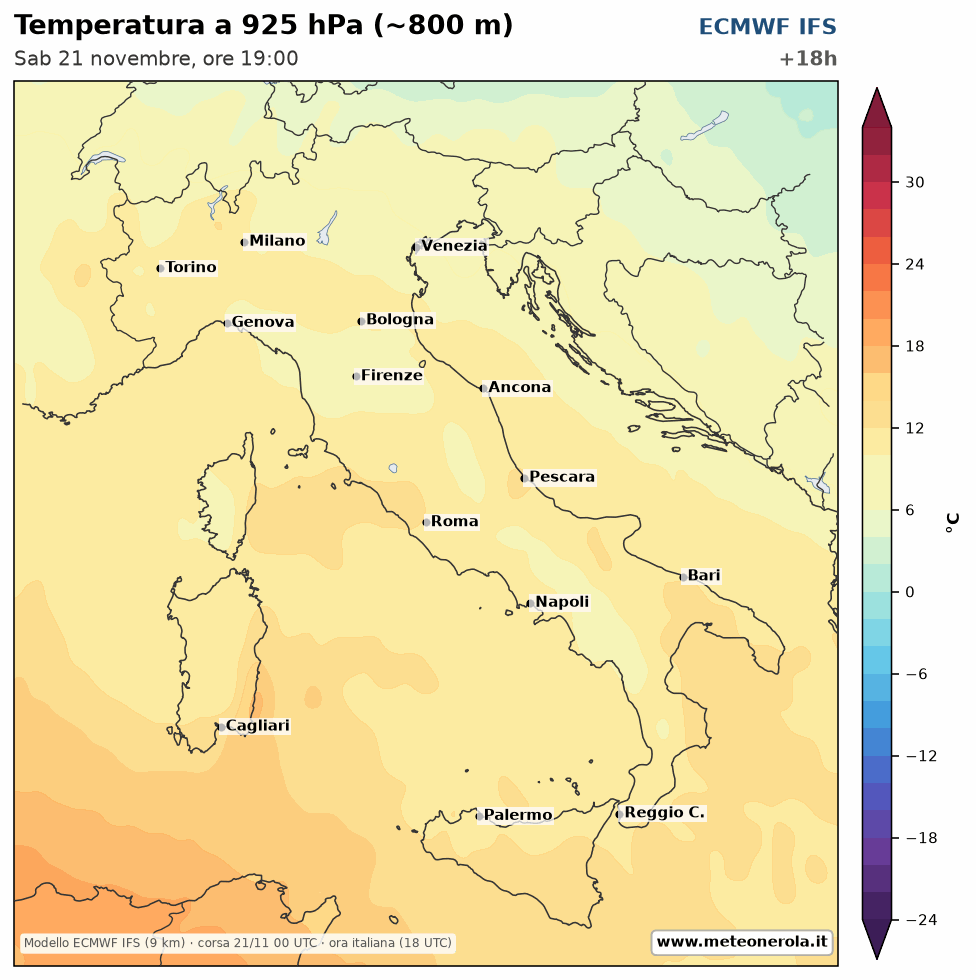 Temperatura a 925 hPa (~800 m)
ECMWF IFS
Sab 21 novembre, ore 19:00
+18h
Milano
Venezia
Torino
Genova
Bologna
Firenze
Ancona
Pescara
Roma
Bari
Napoli
Cagliari
Palermo
Reggio C.
30
24
18
12
6
0
−6
−12
−18
−24
°C
Modello ECMWF IFS (9 km) · corsa 21/11 00 UTC · ora italiana (18 UTC)
www.meteonerola.it